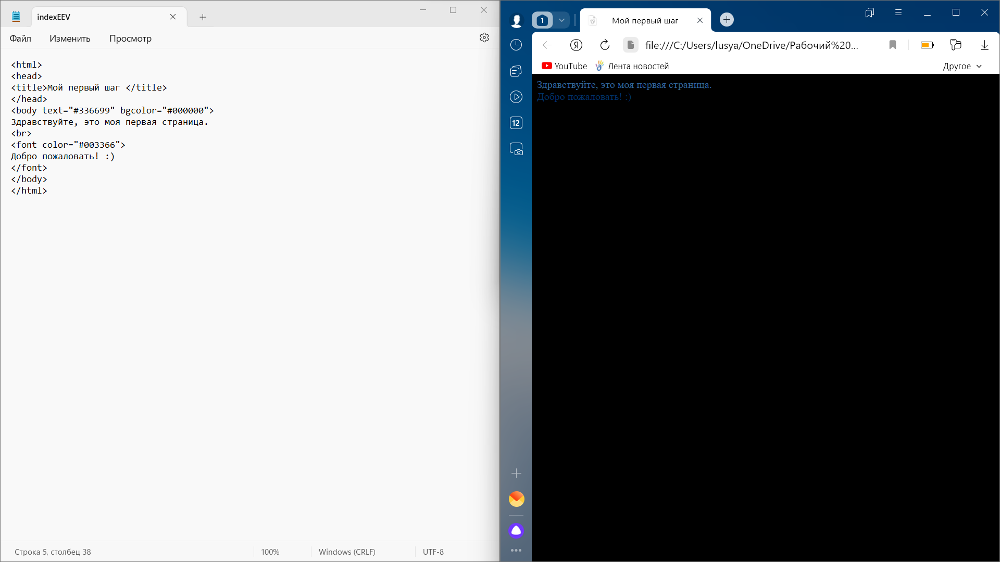 indexEEV
Файл Изменить Просмотр
<html>
<head>
<title>Мой первый шаг </title>
</head>
<body text="#336699" bgcolor="#000000">
Здравствуйте, это моя первая страница.
<br>
<font color="#003366">
Добро пожаловать! :)
</font>
</body>
</html>
Строка 5, столбец 38 100% Windows (CRLF) UTF-8
1 Мой первый шаг
Я file:///C:/Users/lusya/OneDrive/Рабочий%20...
YouTube Лента новостей Другое
12
Здравствуйте, это моя первая страница.
Добро пожаловать! :)